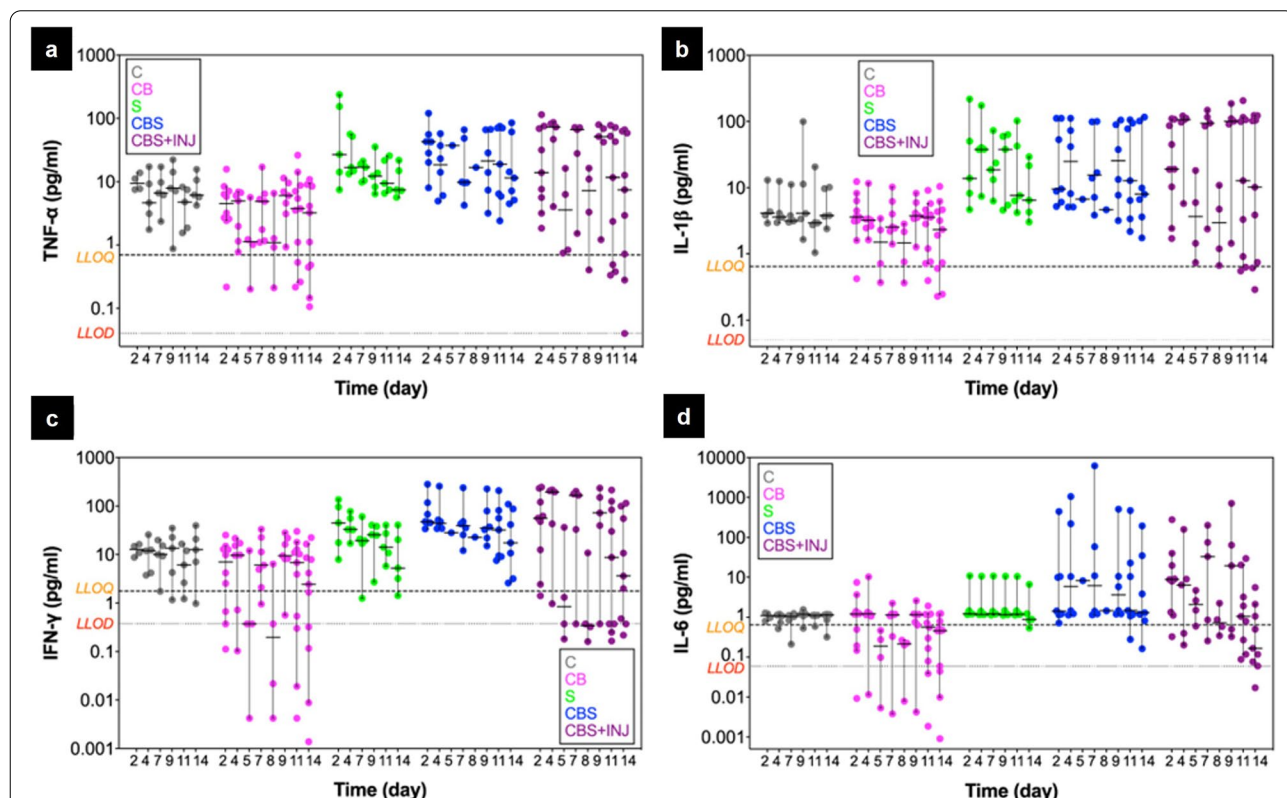 a
1000
100
10
1
0.1
TNF-α (pg/ml)
LLOQ
LLOD
C
CB
S
CBS
CBS+INJ
2 4 7 9 11 14 2 4 5 7 8 9 11 14 2 4 7 9 11 14 2 4 5 7 8 9 11 14 2 4 5 7 8 9 11 14
Time (day)
b
1000
100
10
1
0.1
IL-1β (pg/ml)
LLOQ
LLOD
C
CB
S
CBS
CBS+INJ
2 4 7 9 11 14 2 4 5 7 8 9 11 14 2 4 7 9 11 14 2 4 5 7 8 9 11 14 2 4 5 7 8 9 11 14
Time (day)
c
1000
100
10
1
0.1
0.01
0.001
IFN-γ (pg/ml)
LLOQ
LLOD
C
CB
S
CBS
CBS+INJ
2 4 7 9 11 14 2 4 5 7 8 9 11 14 2 4 7 9 11 14 2 4 5 7 8 9 11 14 2 4 5 7 8 9 11 14
Time (day)
d
10000
1000
100
10
1
0.1
0.01
0.001
IL-6 (pg/ml)
LLOQ
LLOD
C
CB
S
CBS
CBS+INJ
2 4 7 9 11 14 2 4 5 7 8 9 11 14 2 4 7 9 11 14 2 4 5 7 8 9 11 14 2 4 5 7 8 9 11 14
Time (day)